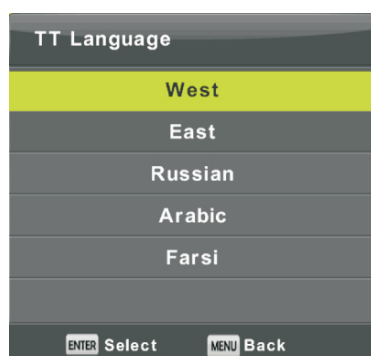 TT Language
West
East
Russian
Arabic
Farsi
ENTER Select MENU Back